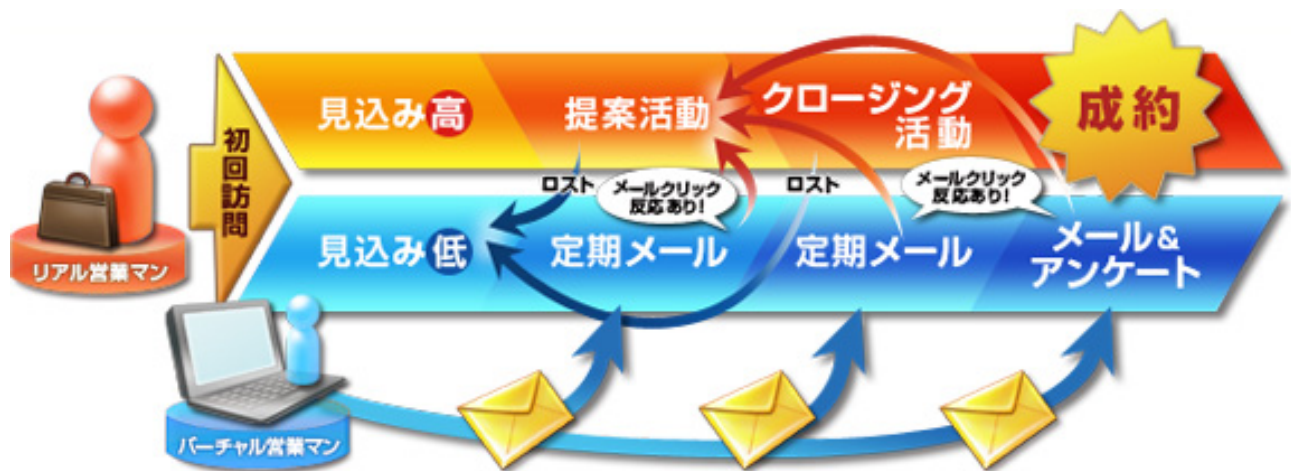 初回訪問
見込み高
提案活動
クロージング
活動
成約
ロスト
メールクリック
反応あり!
ロスト
メールクリック
反応あり!
見込み低
定期メール
定期メール
メール&
アンケート
リアル営業マン
バーチャル営業マン